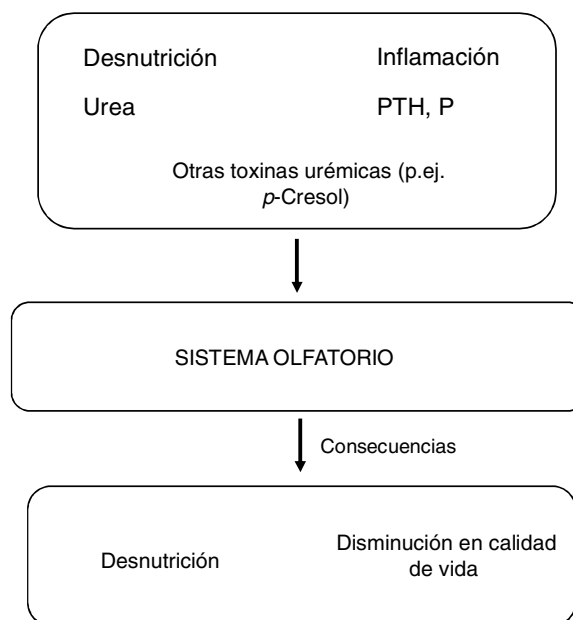 Desnutrición
Inflamación
Urea
PTH, P
Otras toxinas urémicas (p.ej.
p-Cresol)
SISTEMA OLFATORIO
Consecuencias
Desnutrición
Disminución en calidad
de vida